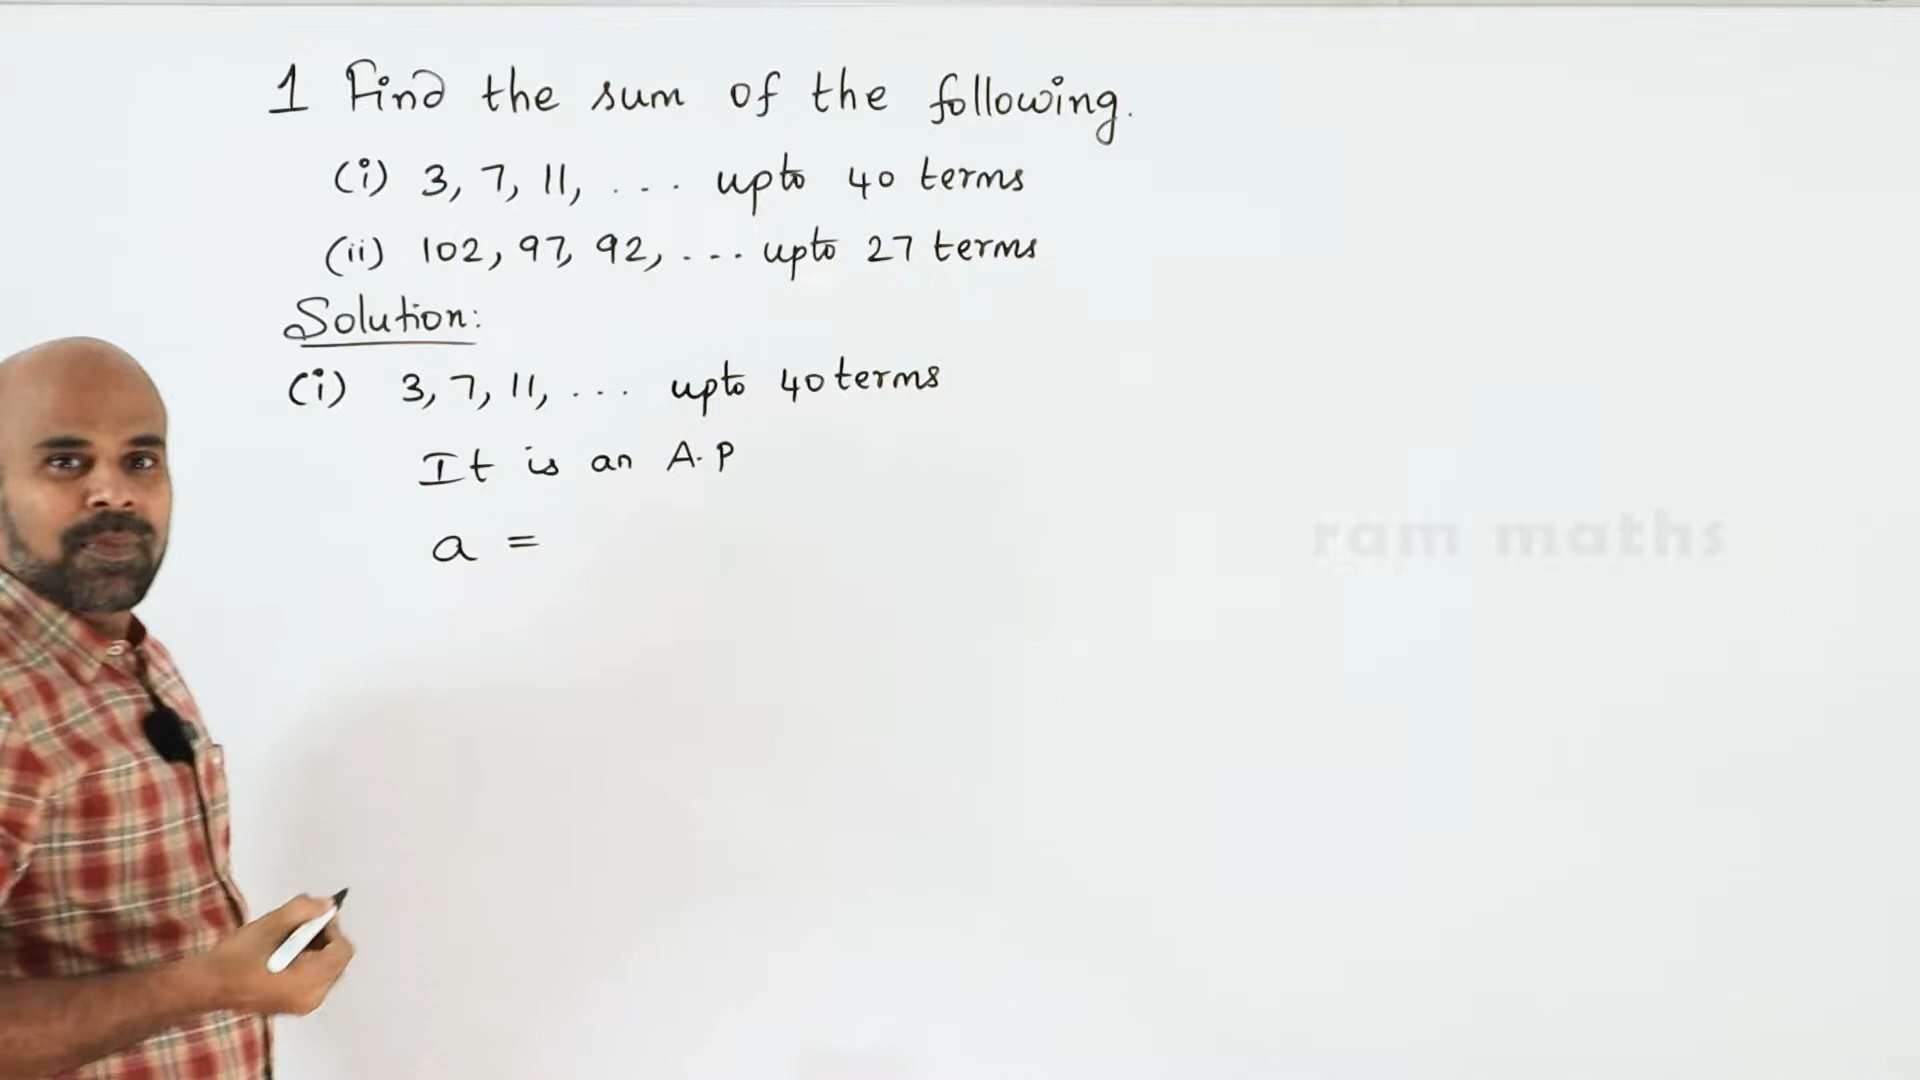 1 Find the sum of the following.
(i) 3, 7, 11, ... upto 40 terms
(ii) 102, 97, 92, ... upto 27 terms
Solution:
(i) 3, 7, 11, ... upto 40 terms
It is an A.P
a =
ram maths